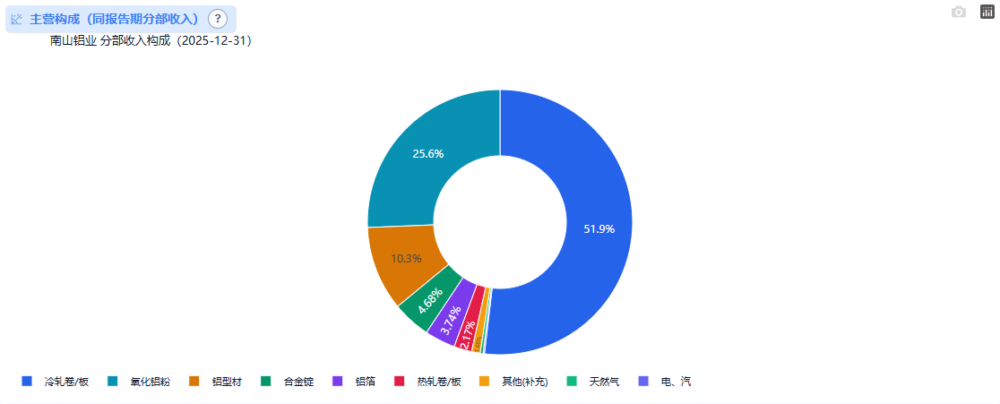 主营构成（同报告期分部收入） ?
南山铝业 分部收入构成（2025-12-31）
25.6%
51.9%
10.3%
4.68%
3.74%
2.17%
冷轧卷/板 氧化铝粉 铝型材 合金锭 铝箔 热轧卷/板 其他(补充) 天然气 电、汽